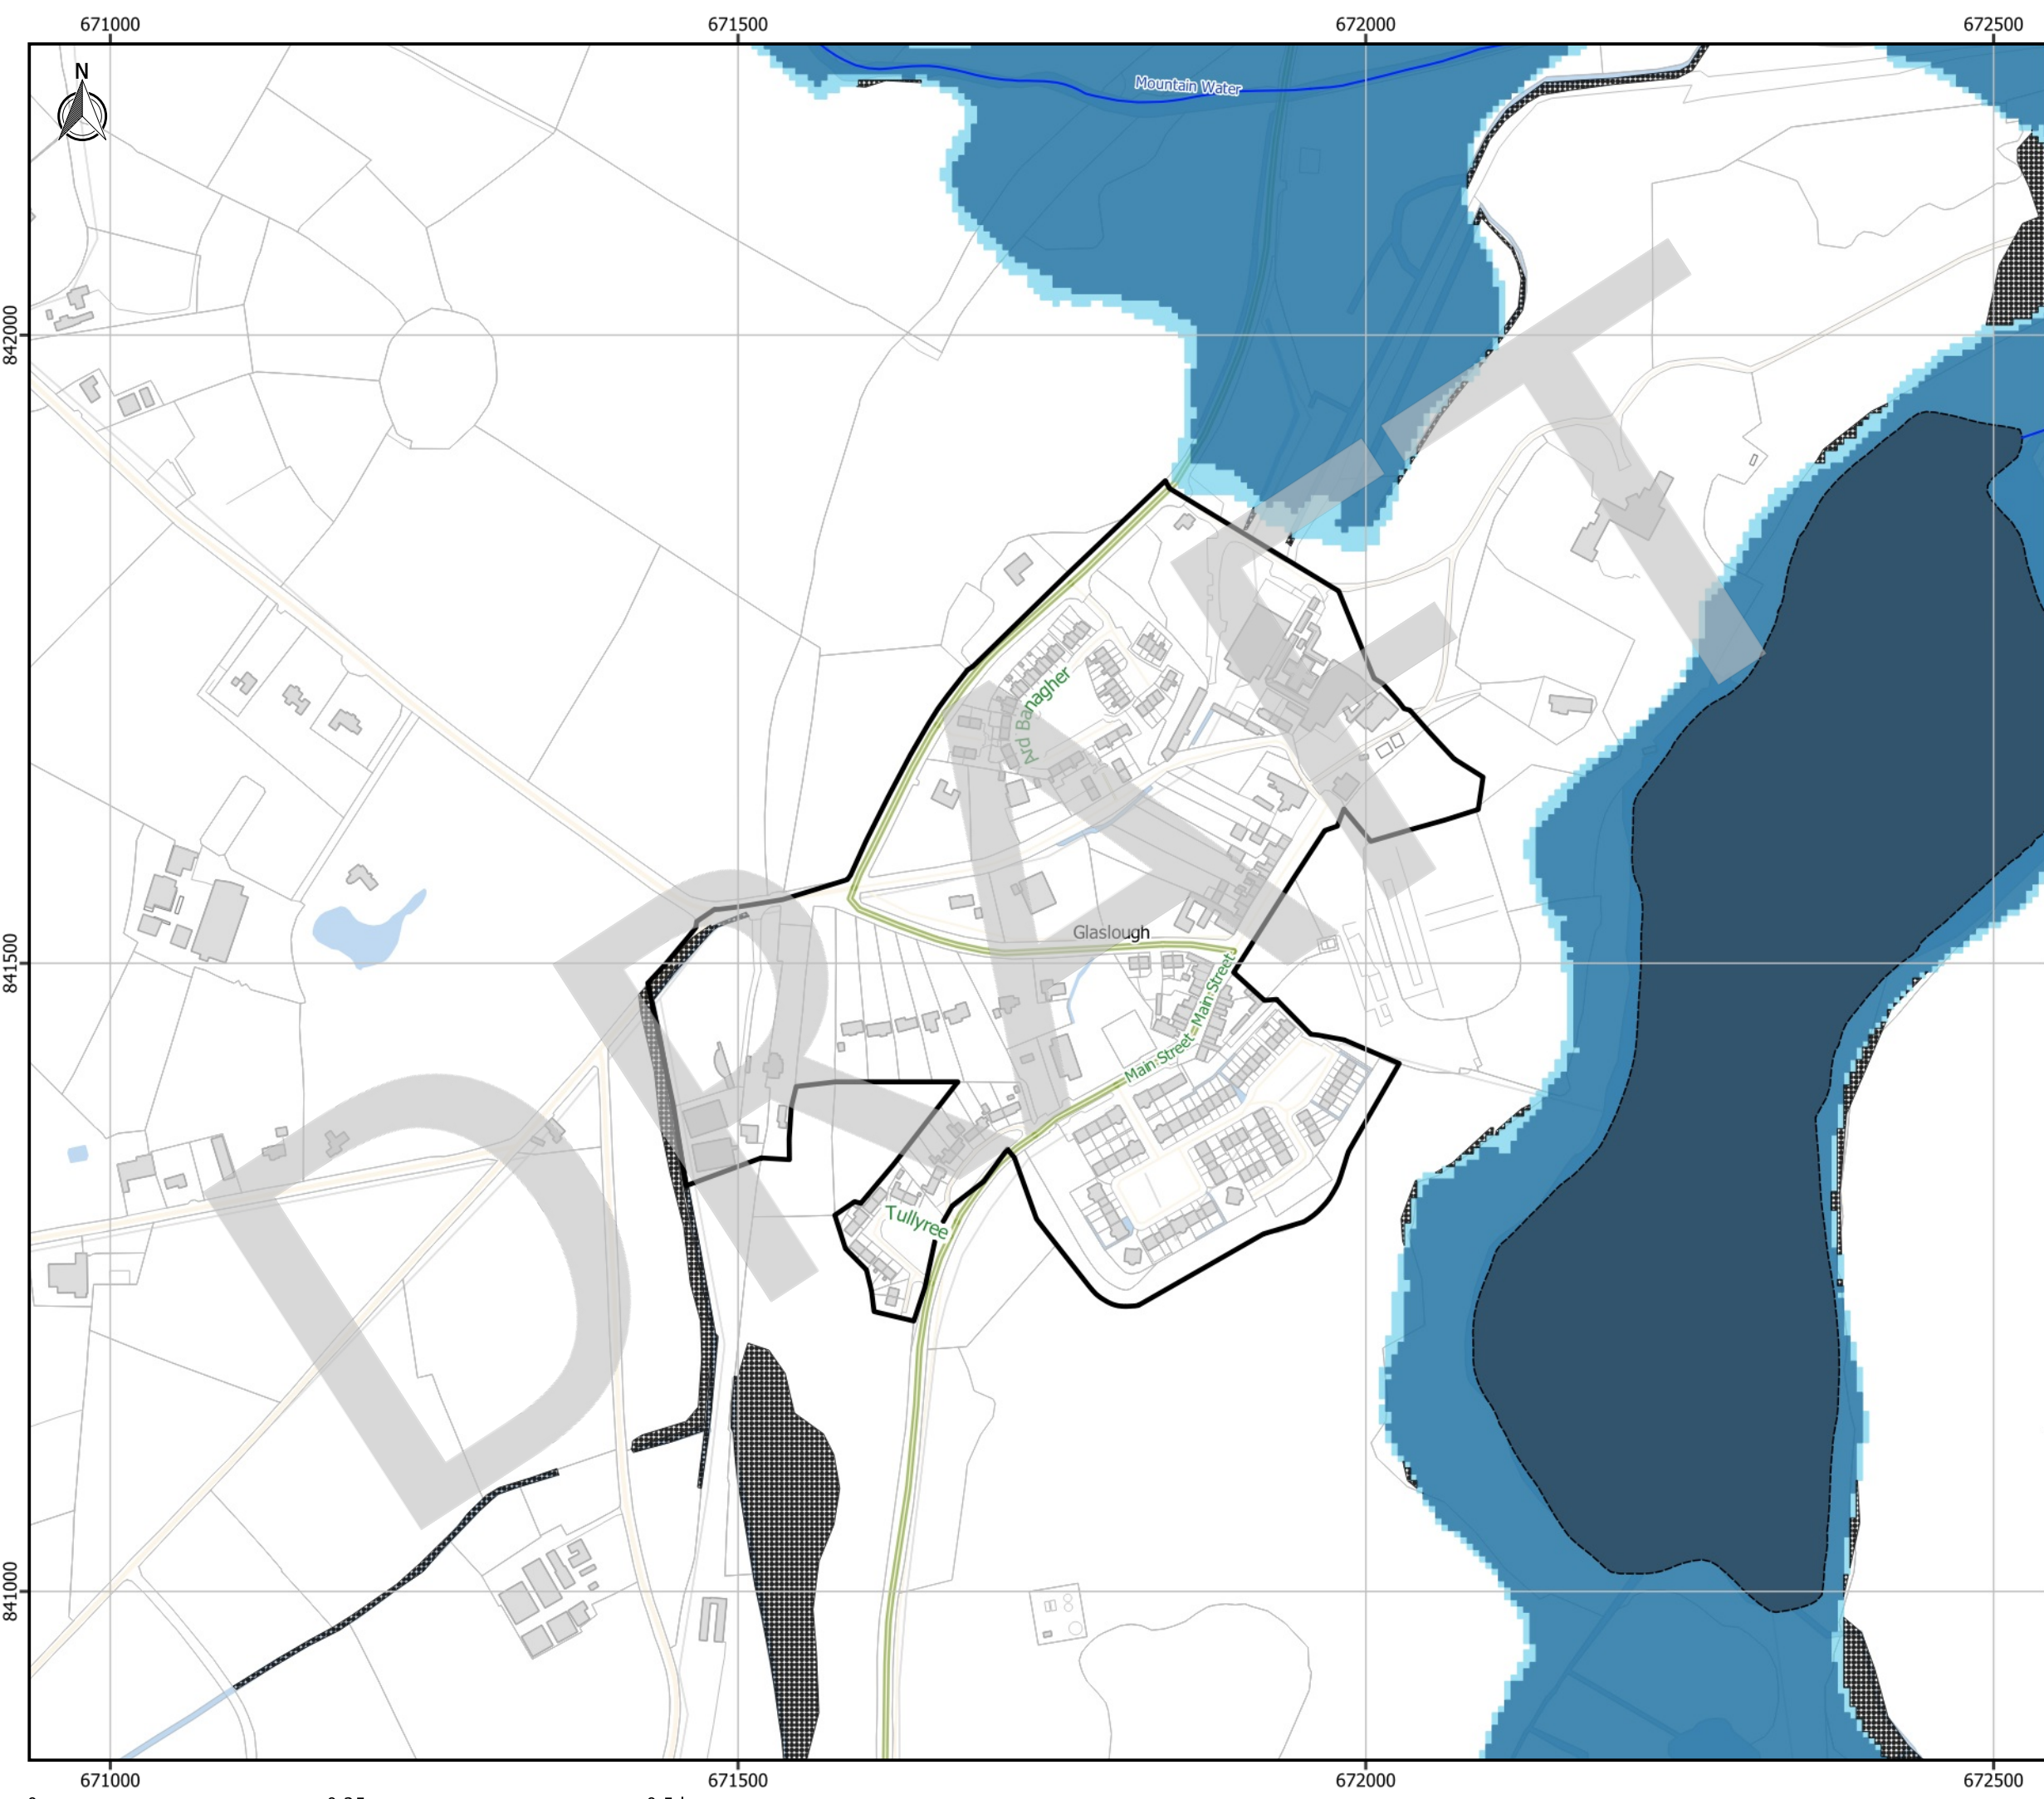 671000 671500 672000 672500
N
Mountain Water
842000
Ard Banagher
841500
Glaslough
Main Street
Main Street
Tullyree
841000
DRAFT
671000 671500 672000 672500